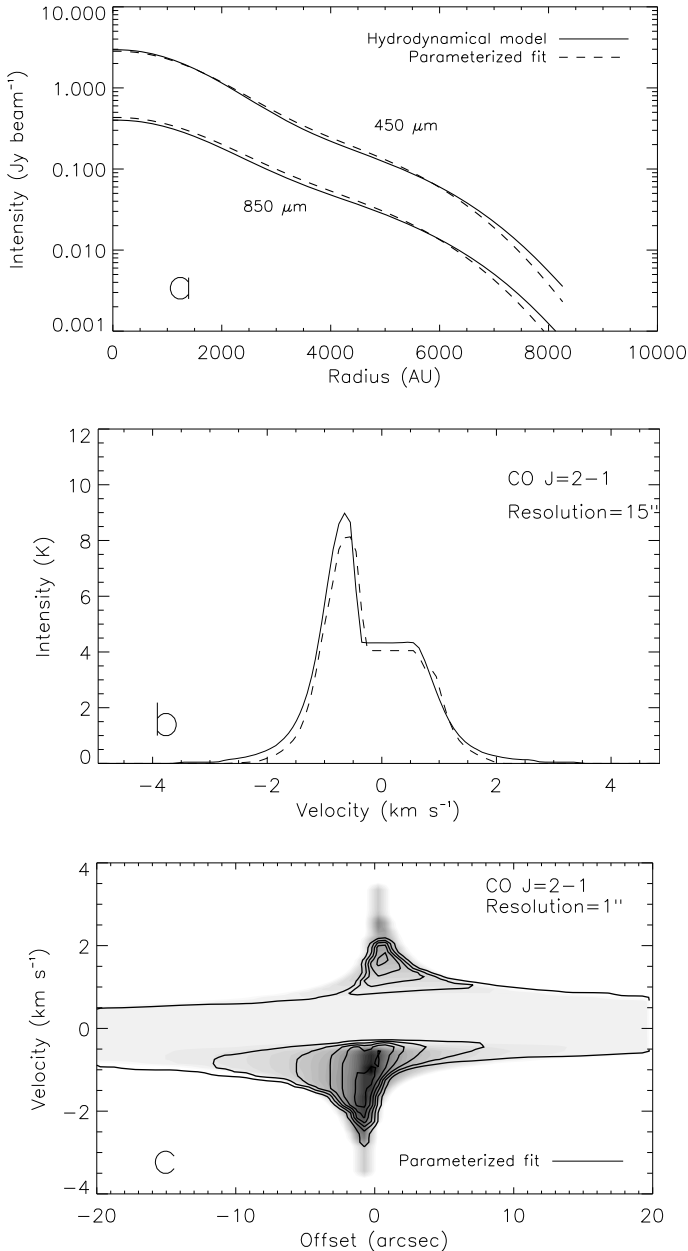 10.000
1.000
0.100
0.010
0.001
Intensity (Jy beam⁻¹)
Hydrodynamical model
Parameterized fit
450 μm
850 μm
a
0 2000 4000 6000 8000 10000
Radius (AU)
12
10
8
6
4
2
0
Intensity (K)
CO J=2−1
Resolution=15"
b
−4 −2 0 2 4
Velocity (km s⁻¹)
4
2
0
−2
−4
Velocity (km s⁻¹)
CO J=2−1
Resolution=1"
c
Parameterized fit
−20 −10 0 10 20
Offset (arcsec)